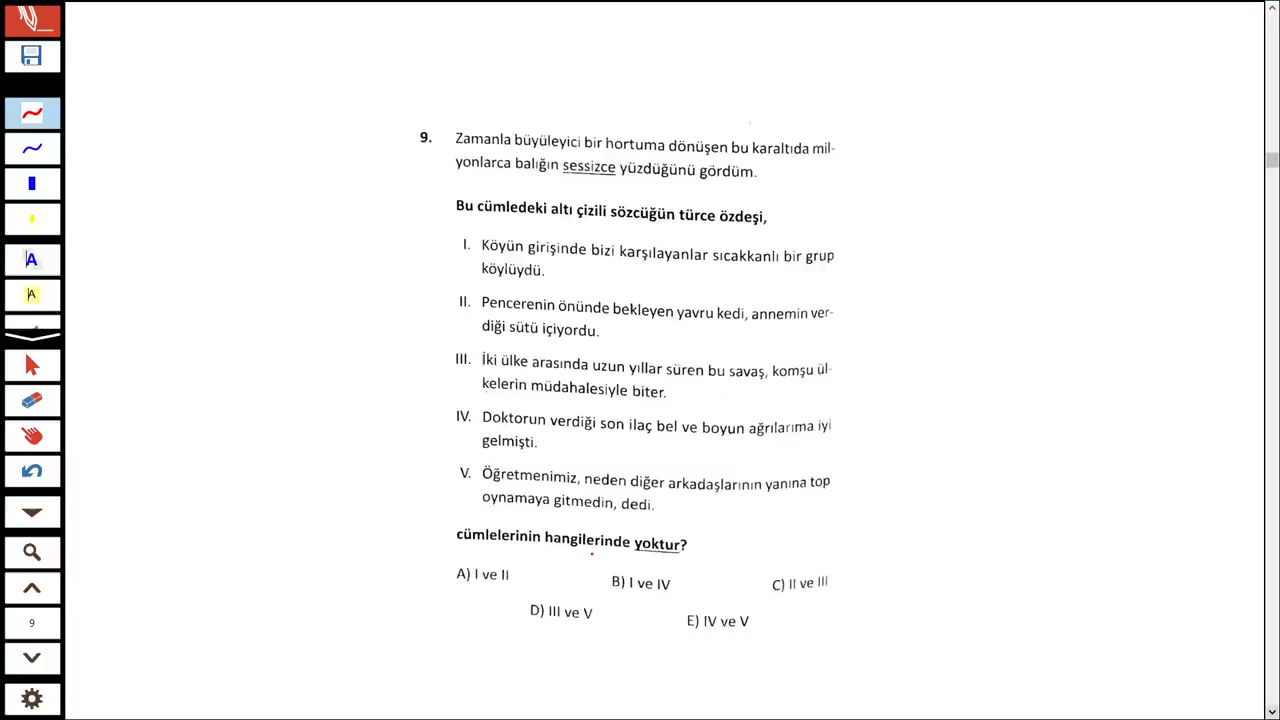 9. Zamanla büyüleyici bir hortuma dönüşen bu karaltıda mil-
yonlarca balığın sessizce yüzdüğünü gördüm.
Bu cümledeki altı çizili sözcüğün türce özdeşi,
I. Köyün girişinde bizi karşılayanlar sıcakkanlı bir grup
köylüydü.
II. Pencerenin önünde bekleyen yavru kedi, annemin ver-
diği sütü içiyordu.
III. İki ülke arasında uzun yıllar süren bu savaş, komşu ül-
kelerin müdahalesiyle biter.
IV. Doktorun verdiği son ilaç bel ve boyun ağrılarıma iyi
gelmişti.
V. Öğretmenimiz, neden diğer arkadaşlarının yanına top
oynamaya gitmedin, dedi.
cümlelerinin hangilerinde yoktur?
A) I ve II B) I ve IV C) II ve III
D) III ve V E) IV ve V
A
A
9